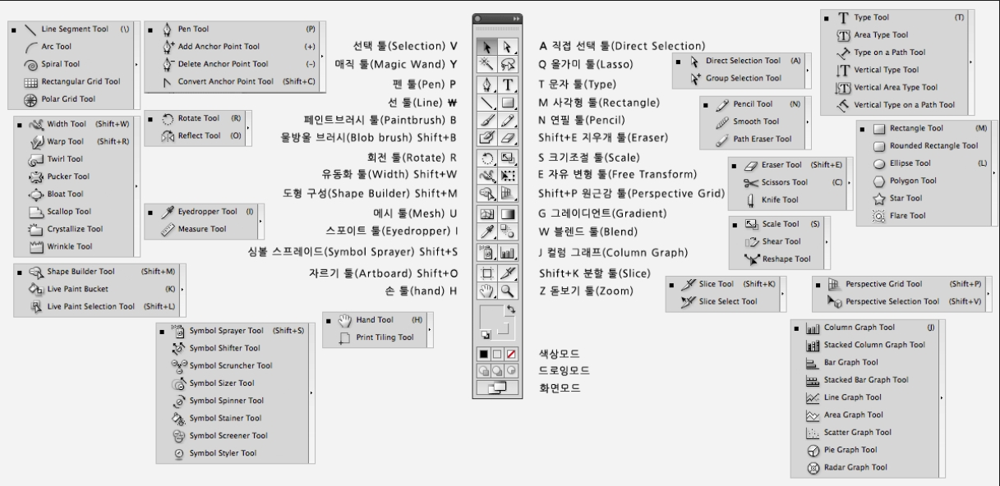 Line Segment Tool (\)
Arc Tool
Spiral Tool
Rectangular Grid Tool
Polar Grid Tool
Pen Tool (P)
Add Anchor Point Tool (+)
Delete Anchor Point Tool (-)
Convert Anchor Point Tool (Shift+C)
Width Tool (Shift+W)
Warp Tool (Shift+R)
Twirl Tool
Pucker Tool
Bloat Tool
Scallop Tool
Crystallize Tool
Wrinkle Tool
Rotate Tool (R)
Reflect Tool (O)
Eyedropper Tool (I)
Measure Tool
Shape Builder Tool (Shift+M)
Live Paint Bucket (K)
Live Paint Selection Tool (Shift+L)
Symbol Sprayer Tool (Shift+S)
Symbol Shifter Tool
Symbol Scruncher Tool
Symbol Sizer Tool
Symbol Spinner Tool
Symbol Stainer Tool
Symbol Screener Tool
Symbol Styler Tool
Hand Tool (H)
Print Tiling Tool
선택 툴(Selection) V
매직 툴(Magic Wand) Y
펜 툴(Pen) P
선 툴(Line) ₩
페인트브러시 툴(Paintbrush) B
물방울 브러시(Blob brush) Shift+B
회전 툴(Rotate) R
유동화 툴(Width) Shift+W
도형 구성(Shape Builder) Shift+M
메시 툴(Mesh) U
스포이트 툴(Eyedropper) I
싱볼 스프레이드(Symbol Sprayer) Shift+S
자르기 툴(Artboard) Shift+O
손 툴(hand) H
A 직접 선택 툴(Direct Selection)
Q 올가미 툴(Lasso)
T 문자 툴(Type)
M 사각형 툴(Rectangle)
N 연필 툴(Pencil)
Shift+E 지우개 툴(Eraser)
S 크기조절 툴(Scale)
E 자유 변형 툴(Free Transform)
Shift+P 원근감 툴(Perspective Grid)
G 그레이디언트(Gradient)
W 블렌드 툴(Blend)
J 컬럼 그래프(Column Graph)
Shift+K 분할 툴(Slice)
Z 돋보기 툴(Zoom)
색상모드
드로잉모드
화면모드
Direct Selection Tool (A)
Group Selection Tool
Pencil Tool (N)
Smooth Tool
Path Eraser Tool
Eraser Tool (Shift+E)
Scissors Tool (C)
Knife Tool
Scale Tool (S)
Shear Tool
Reshape Tool
Slice Tool (Shift+K)
Slice Select Tool
Type Tool (T)
Area Type Tool
Type on a Path Tool
Vertical Type Tool
Vertical Area Type Tool
Vertical Type on a Path Tool
Rectangle Tool (M)
Rounded Rectangle Tool
Ellipse Tool (L)
Polygon Tool
Star Tool
Flare Tool
Perspective Grid Tool (Shift+P)
Perspective Selection Tool (Shift+V)
Column Graph Tool (J)
Stacked Column Graph Tool
Bar Graph Tool
Stacked Bar Graph Tool
Line Graph Tool
Area Graph Tool
Scatter Graph Tool
Pie Graph Tool
Radar Graph Tool